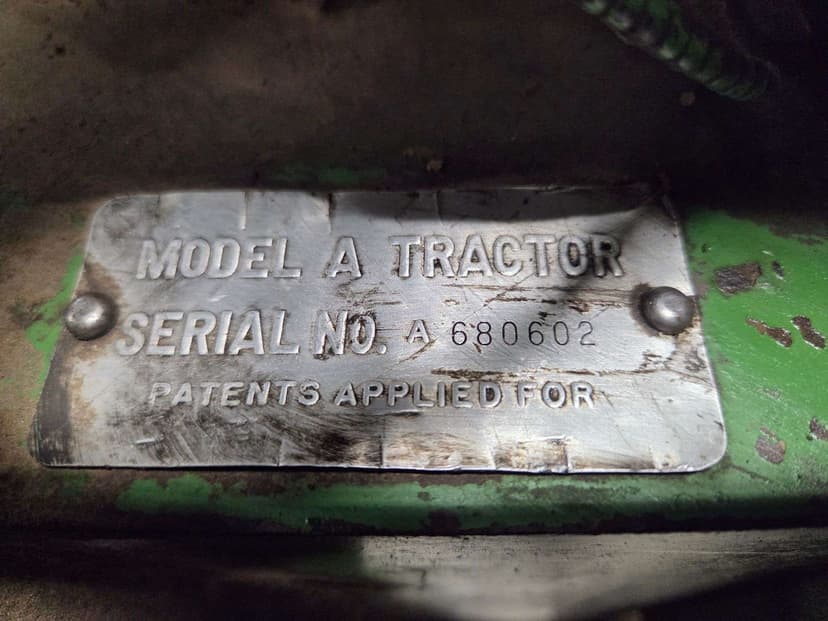 MODEL A TRACTOR
SERIAL NO. A 680602
PATENTS APPLIED FOR